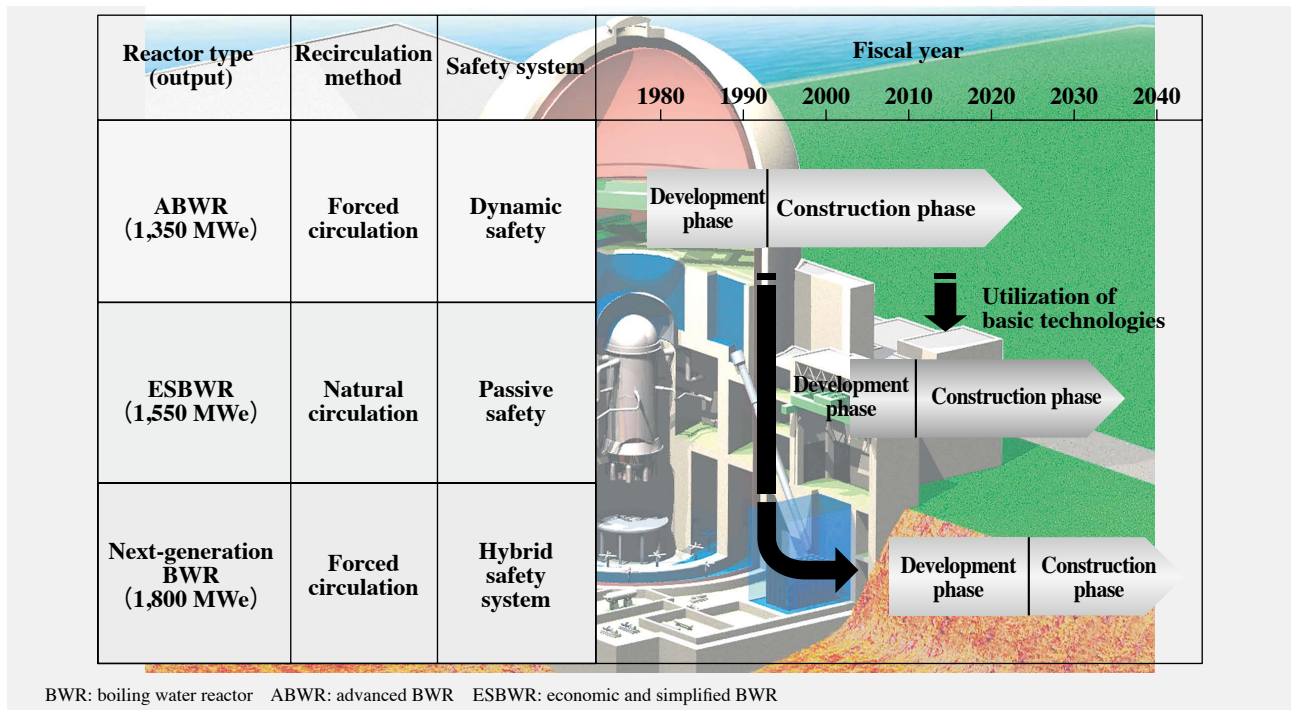 Reactor type
(output)
Recirculation
method
Safety system
Fiscal year
1980 1990 2000 2010 2020 2030 2040
ABWR
(1,350 MWe)
Forced
circulation
Dynamic
safety
Development
phase
Construction phase
Utilization of
basic technologies
ESBWR
(1,550 MWe)
Natural
circulation
Passive
safety
Development
phase
Construction phase
Next-generation
BWR
(1,800 MWe)
Forced
circulation
Hybrid
safety
system
Development
phase
Construction
phase
BWR: boiling water reactor ABWR: advanced BWR ESBWR: economic and simplified BWR